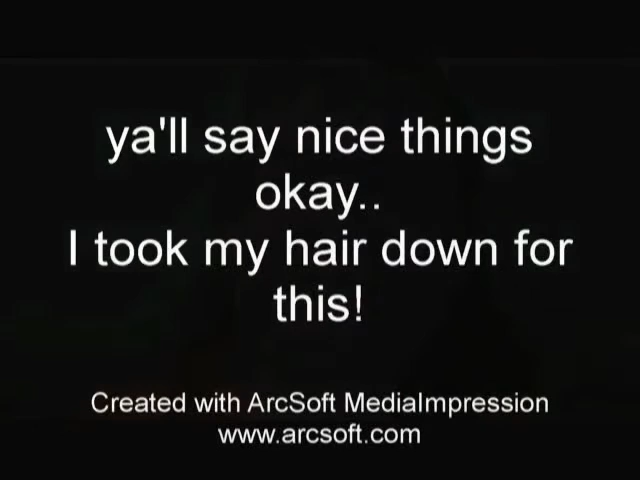 ya'll say nice things
okay..
I took my hair down for
this!
Created with ArcSoft MediaImpression
www.arcsoft.com